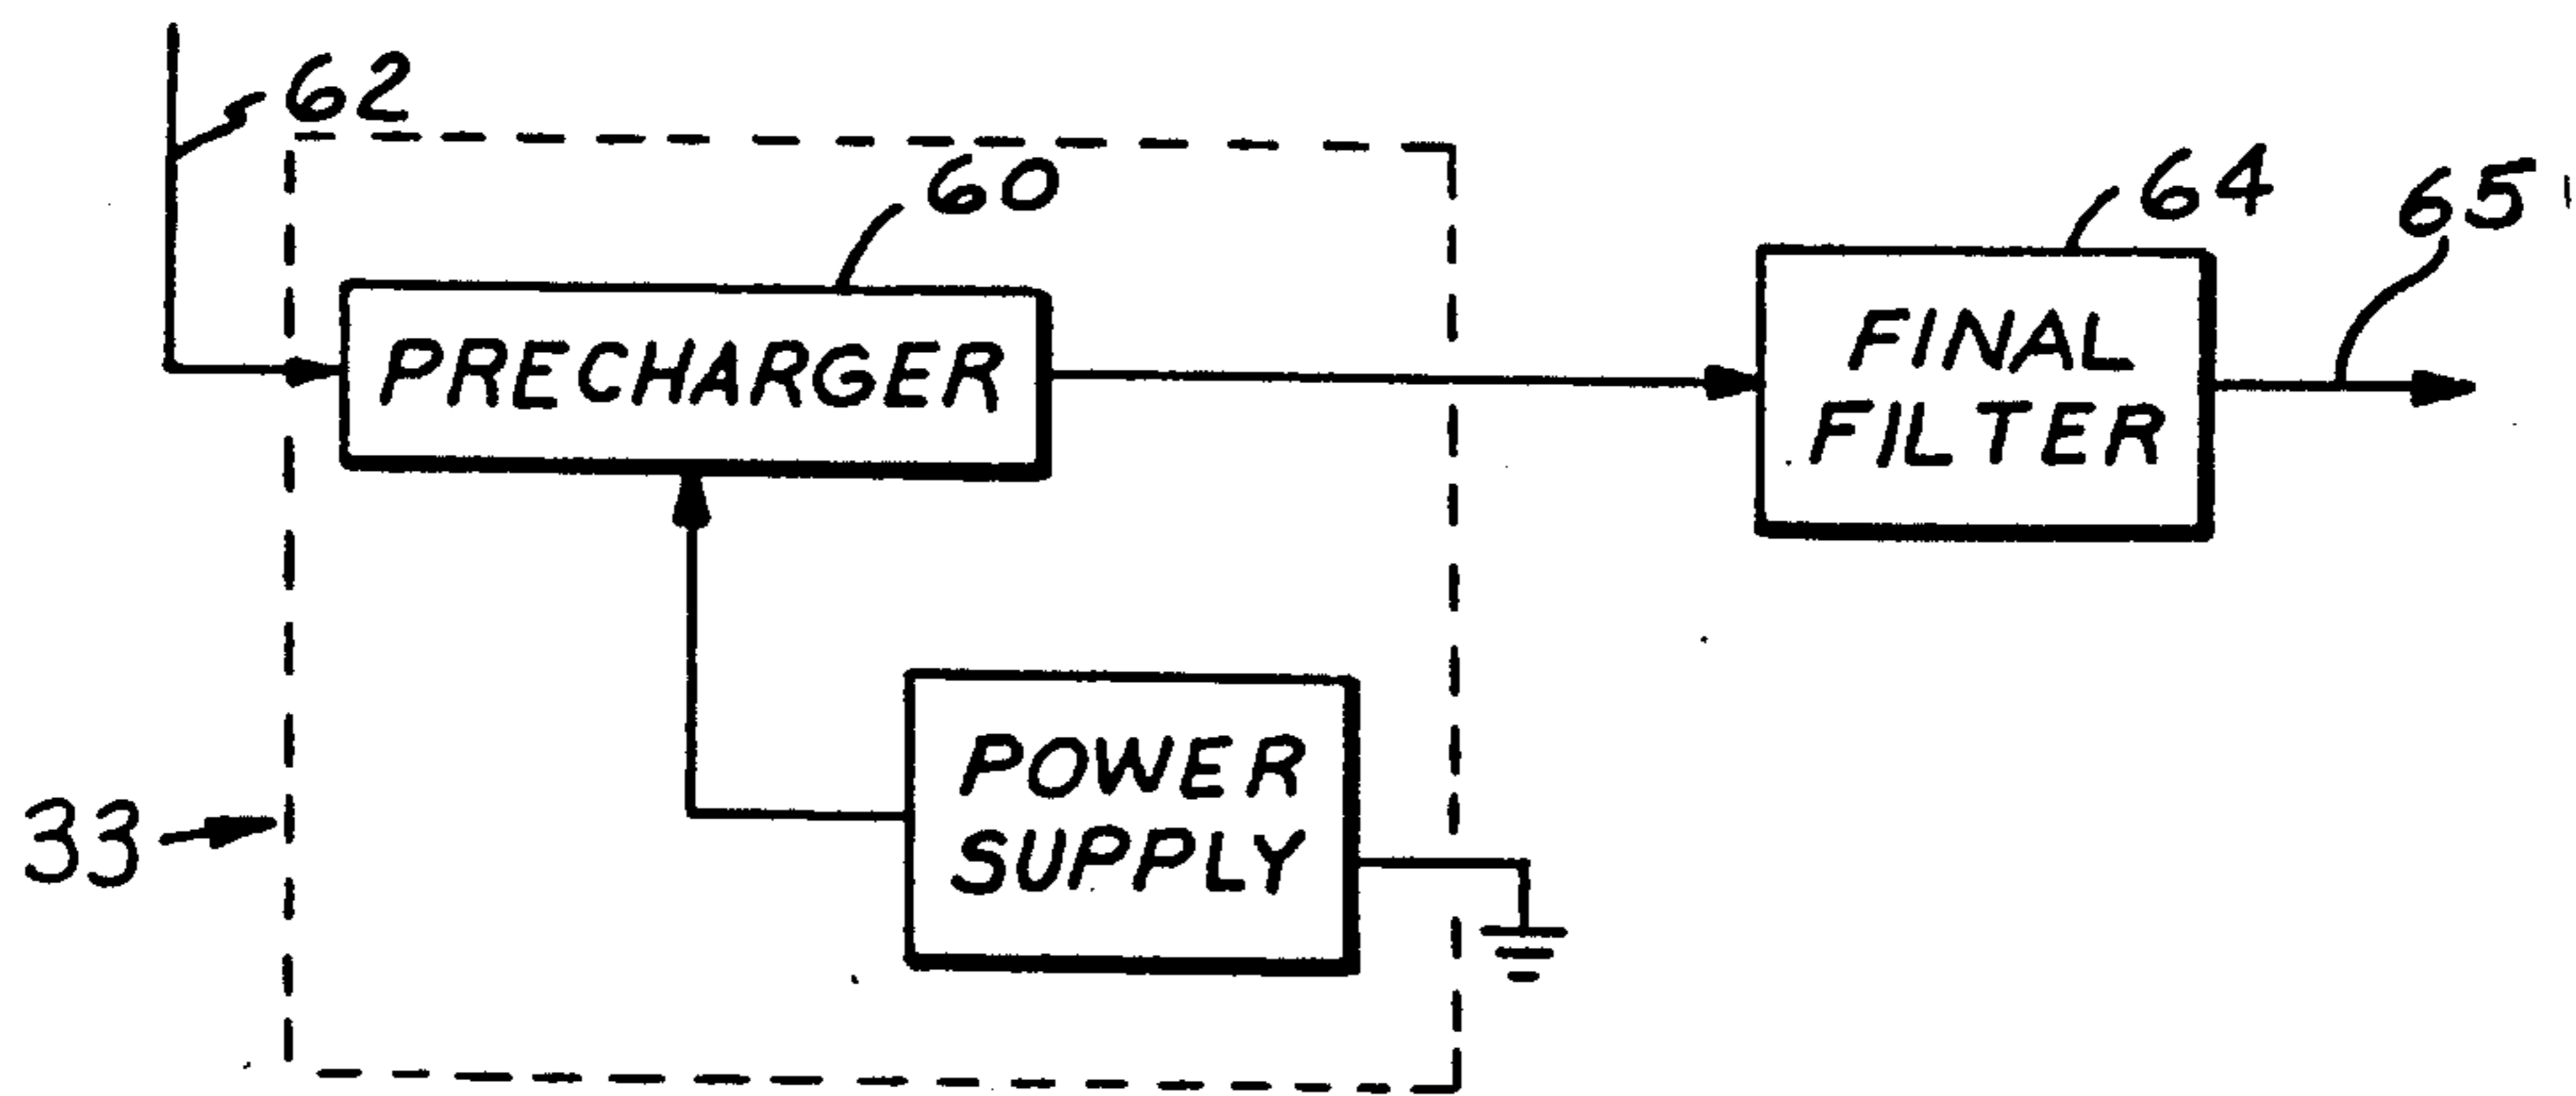 62
60
64
65
PRECHARGER
FINAL
FILTER
POWER
SUPPLY
33